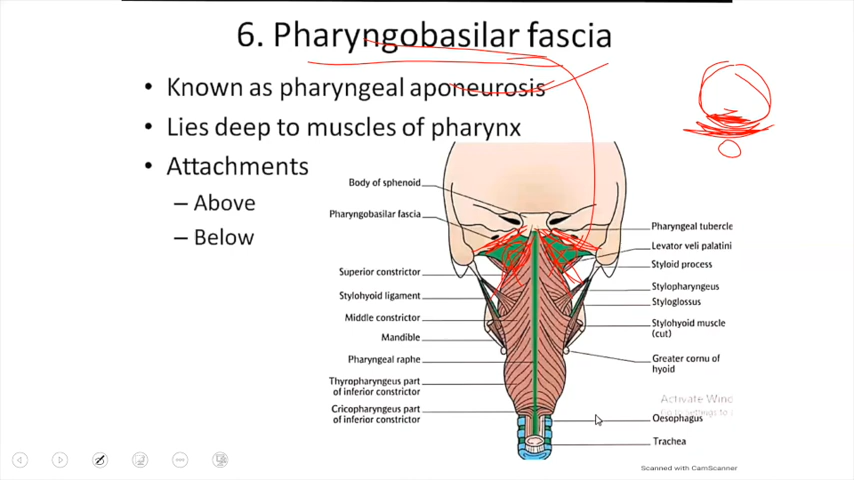 6. Pharyngobasilar fascia
• Known as pharyngeal aponeurosis
• Lies deep to muscles of pharynx
• Attachments
– Above
– Below
Body of sphenoid
Pharyngobasilar fascia
Superior constrictor
Stylohyoid ligament
Middle constrictor
Mandible
Pharyngeal raphe
Thyropharyngeus part
of inferior constrictor
Cricopharyngeus part
of inferior constrictor
Pharyngeal tubercle
Levator veli palatini
Styloid process
Stylopharyngeus
Styloglossus
Stylohyoid muscle
(cut)
Greater cornu of
hyoid
Activate Wind
Oesophagus
Trachea
Scanned with CamScanner